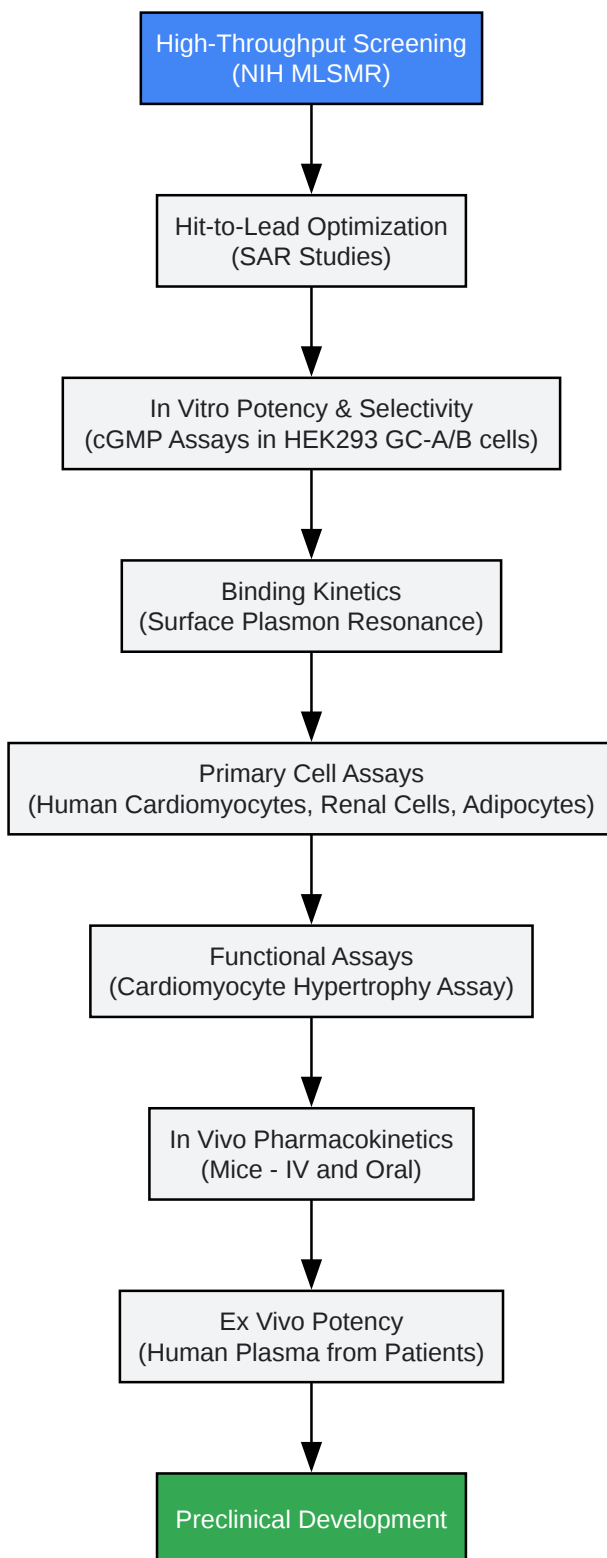 High-Throughput Screening
(NIH MLSMR)
Hit-to-Lead Optimization
(SAR Studies)
In Vitro Potency & Selectivity
(cGMP Assays in HEK293 GC-A/B cells)
Binding Kinetics
(Surface Plasmon Resonance)
Primary Cell Assays
(Human Cardiomyocytes, Renal Cells, Adipocytes)
Functional Assays
(Cardiomyocyte Hypertrophy Assay)
In Vivo Pharmacokinetics
(Mice - IV and Oral)
Ex Vivo Potency
(Human Plasma from Patients)
Preclinical Development